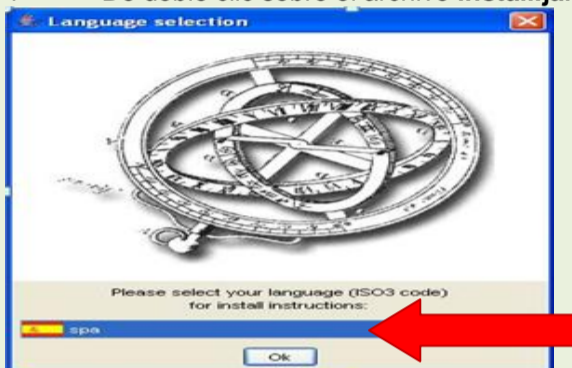 Language selection
Please select your language (ISO3 code)
for install instructions:
spa
Ok